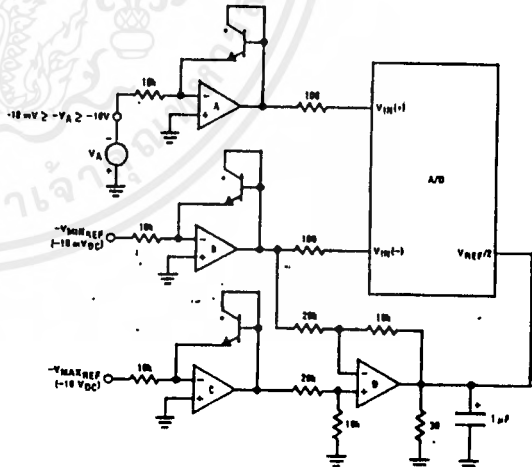 10k
A
100
VIN(+)
-10 mV ≥ -VA ≥ -10V
VA
A/D
-VMINREF
(-10 mVDC)
10k
B
100
VIN(-)
VREF/2
20k
10k
-VMAXREF
(-10 VDC)
10k
C
20k
D
10k
30
1 µF